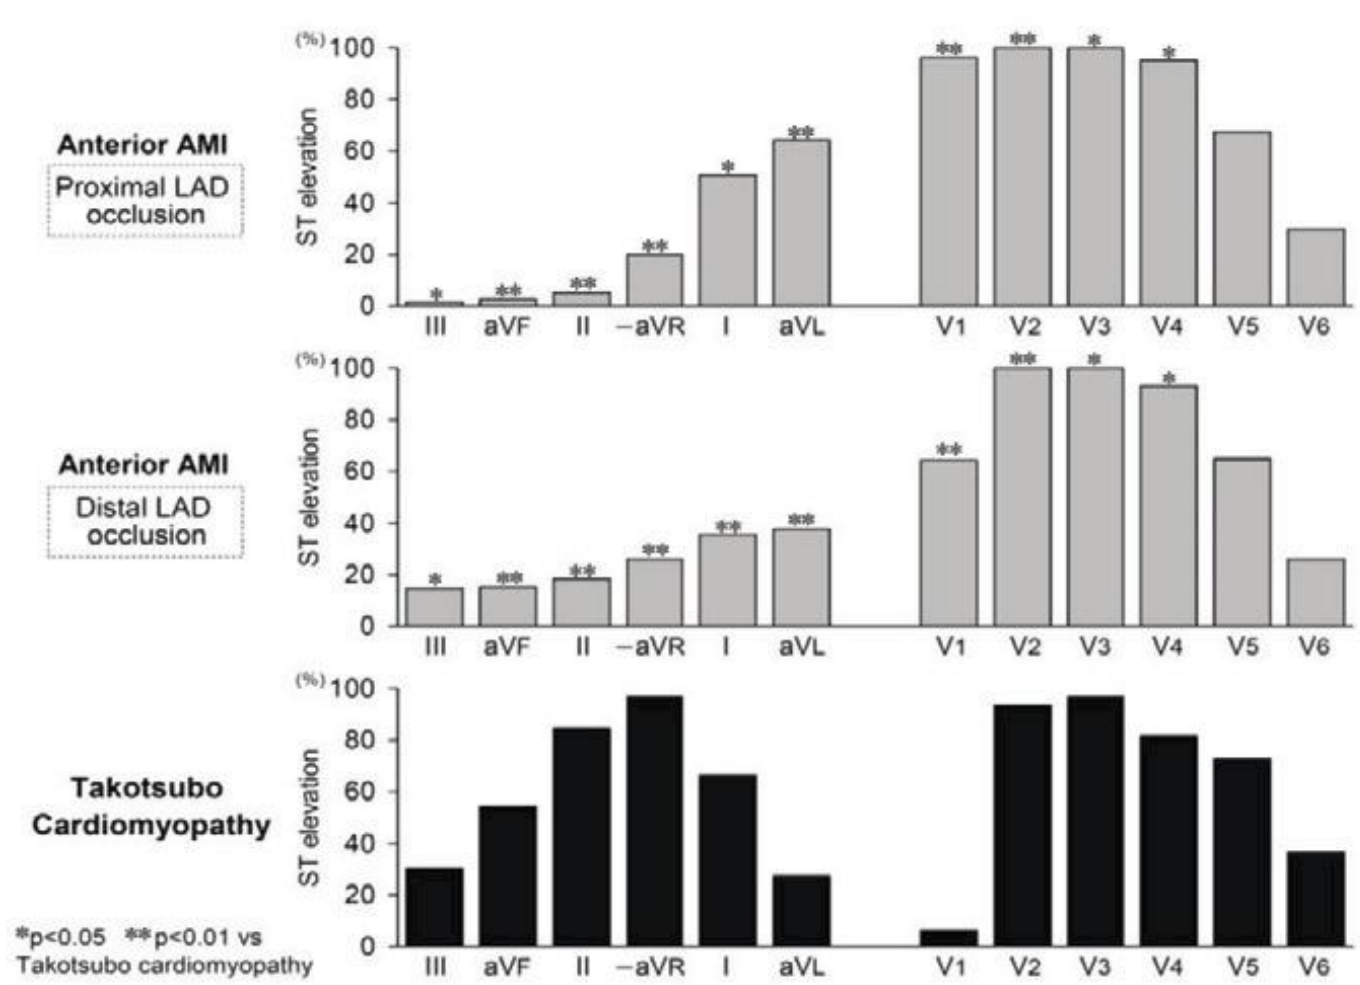 (%) 100
** ** * *
80
Anterior AMI
Proximal LAD
occlusion
ST elevation
60
**
*
40
20
**
* ** **
0
III aVF II −aVR I aVL V1 V2 V3 V4 V5 V6
(%) 100
** * *
80
Anterior AMI
Distal LAD
occlusion
ST elevation
60
**
40
** **
20
* ** ** **
0
III aVF II −aVR I aVL V1 V2 V3 V4 V5 V6
(%) 100
80
Takotsubo
Cardiomyopathy
ST elevation
60
40
20
0
III aVF II −aVR I aVL V1 V2 V3 V4 V5 V6
*p<0.05 **p<0.01 vs
Takotsubo cardiomyopathy